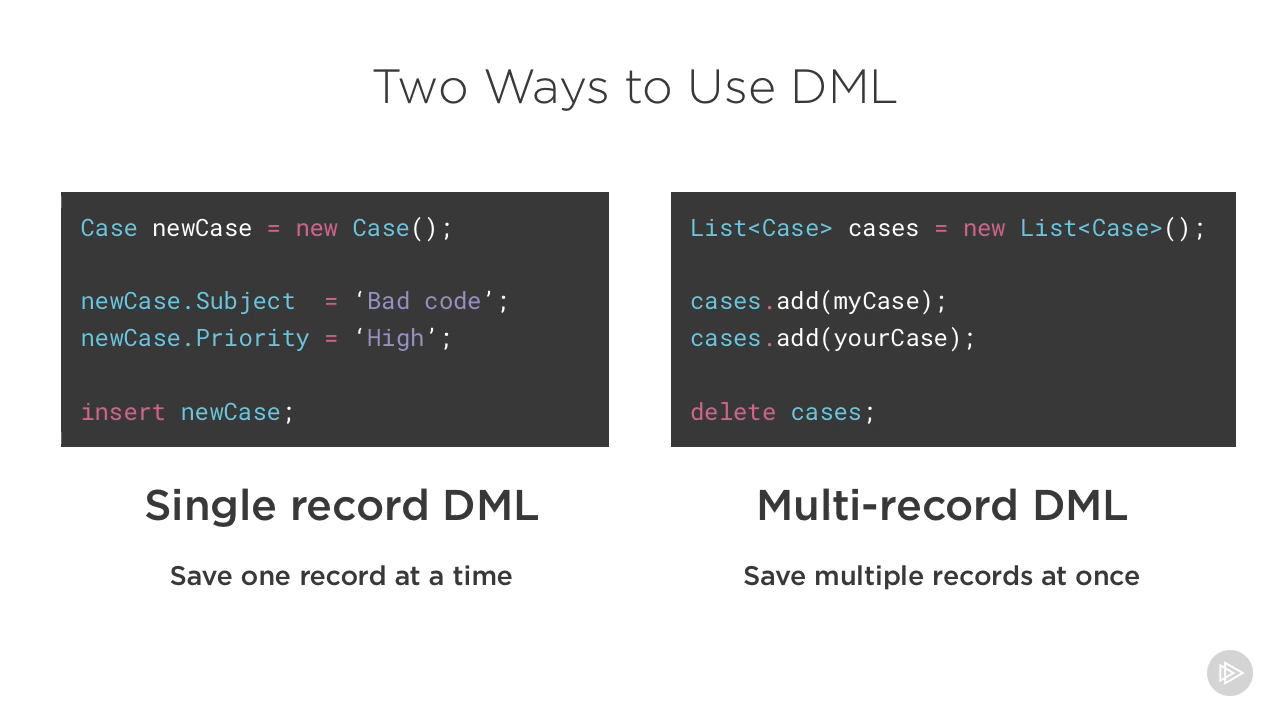 Two Ways to Use DML
Case newCase = new Case();
newCase.Subject  = ‘Bad code’;
newCase.Priority = ‘High’;
insert newCase;
Single record DML
Save one record at a time
List<Case> cases = new List<Case>();
cases.add(myCase);
cases.add(yourCase);
delete cases;
Multi-record DML
Save multiple records at once